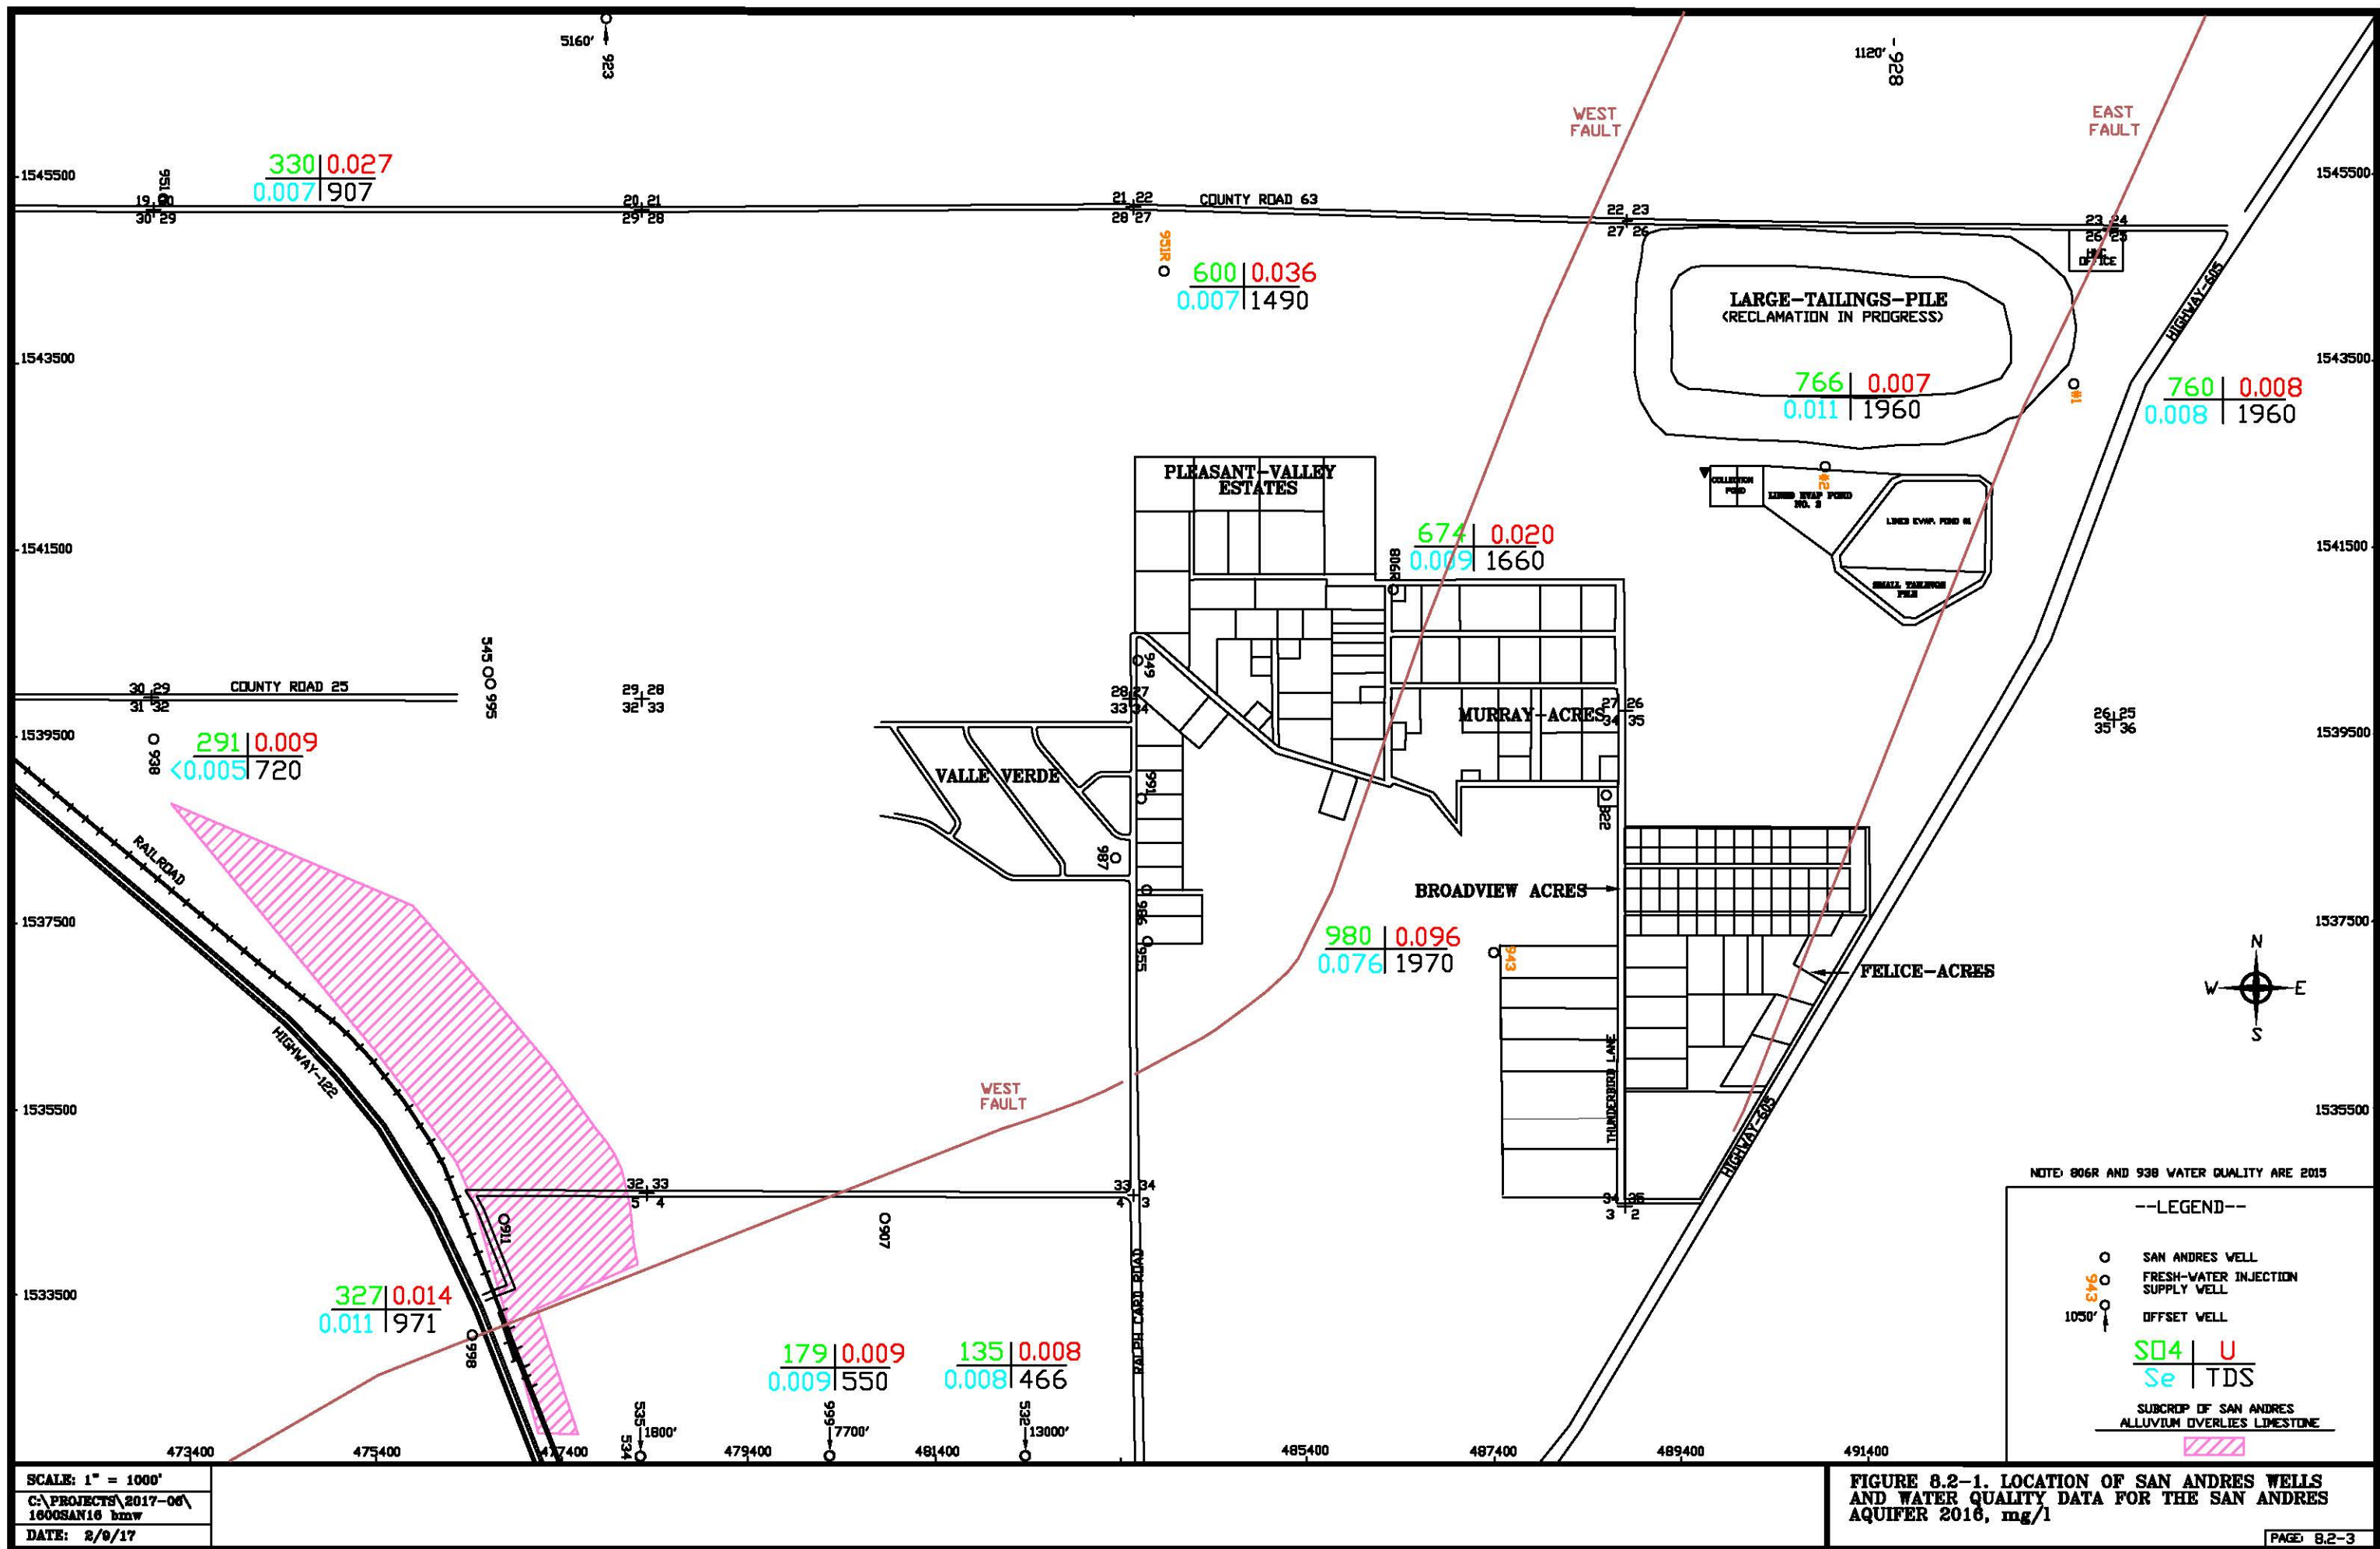 5160'
923
1120'
928
WEST
FAULT
EAST
FAULT
330 0.027
0.007 907
1545500
1545500
951
19 20
30 29
20 21
29 28
21 22
28 27
COUNTY ROAD 63
22 23
27 26
23 24
26 25
OFFICE
951R
600 0.036
0.007 1490
LARGE-TAILINGS-PILE
(RECLAMATION IN PROGRESS)
HIGHWAY-605
1543500
1543500
766 0.007
0.011 1960
#1
760 0.008
0.008 1960
PLEASANT-VALLEY
ESTATES
COLLECTION
POND
#2
LINED EVAP POND
NO. 2
LINED EVAP. POND #1
SMALL TAILINGS
PILE
674 0.020
0.009 1660
806R
1541500
1541500
545
995
949
30 29
31 32
COUNTY ROAD 25
29 28
32 33
28 27
33 34
MURRAY-ACRES
27 26
34 35
26 25
35 36
1539500
1539500
938
291 0.009
<0.005 720
VALLE VERDE
991
822
RAILROAD
987
BROADVIEW ACRES
986
1537500
1537500
980 0.096
0.076 1970
943
955
FELICE-ACRES
N
W E
S
HIGHWAY-122
THUNDERBIRD LANE
WEST
FAULT
1535500
1535500
HIGHWAY-605
32 33
5 4
33 34
4 3
34 35
3 2
911
907
RALPH CARD ROAD
1533500
327 0.014
0.011 971
998
179 0.009
0.009 550
135 0.008
0.008 466
535
534
1800'
999
7700'
532
13000'
473400
475400
477400
479400
481400
485400
487400
489400
491400
NOTE: 806R AND 938 WATER QUALITY ARE 2015
--LEGEND--
SAN ANDRES WELL
943
FRESH-WATER INJECTION
SUPPLY WELL
1050'
OFFSET WELL
SO4 U
Se TDS
SUBCROP OF SAN ANDRES
ALLUVIUM OVERLIES LIMESTONE
SCALE: 1" = 1000'
C:\PROJECTS\2017-06\
1600SAN16 bmw
DATE: 2/9/17
FIGURE 8.2-1. LOCATION OF SAN ANDRES WELLS
AND WATER QUALITY DATA FOR THE SAN ANDRES
AQUIFER 2016, mg/l
PAGE: 8.2-3